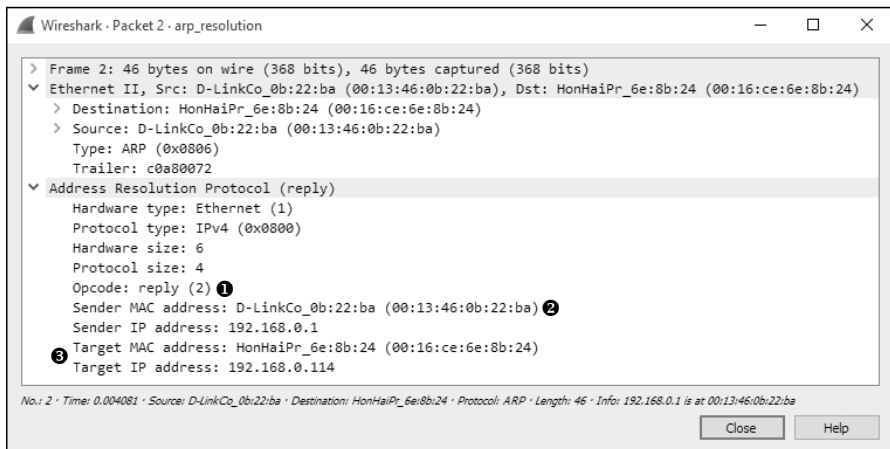 Wireshark · Packet 2 · arp_resolution
Frame 2: 46 bytes on wire (368 bits), 46 bytes captured (368 bits)
Ethernet II, Src: D-LinkCo_0b:22:ba (00:13:46:0b:22:ba), Dst: HonHaiPr_6e:8b:24 (00:16:ce:6e:8b:24)
Destination: HonHaiPr_6e:8b:24 (00:16:ce:6e:8b:24)
Source: D-LinkCo_0b:22:ba (00:13:46:0b:22:ba)
Type: ARP (0x0806)
Trailer: c0a80072
Address Resolution Protocol (reply)
Hardware type: Ethernet (1)
Protocol type: IPv4 (0x0800)
Hardware size: 6
Protocol size: 4
Opcode: reply (2) ❶
Sender MAC address: D-LinkCo_0b:22:ba (00:13:46:0b:22:ba) ❷
Sender IP address: 192.168.0.1
❸ Target MAC address: HonHaiPr_6e:8b:24 (00:16:ce:6e:8b:24)
Target IP address: 192.168.0.114
No.: 2 · Time: 0.004081 · Source: D-LinkCo_0b:22:ba · Destination: HonHaiPr_6e:8b:24 · Protocol: ARP · Length: 46 · Info: 192.168.0.1 is at 00:13:46:0b:22:ba
Close Help